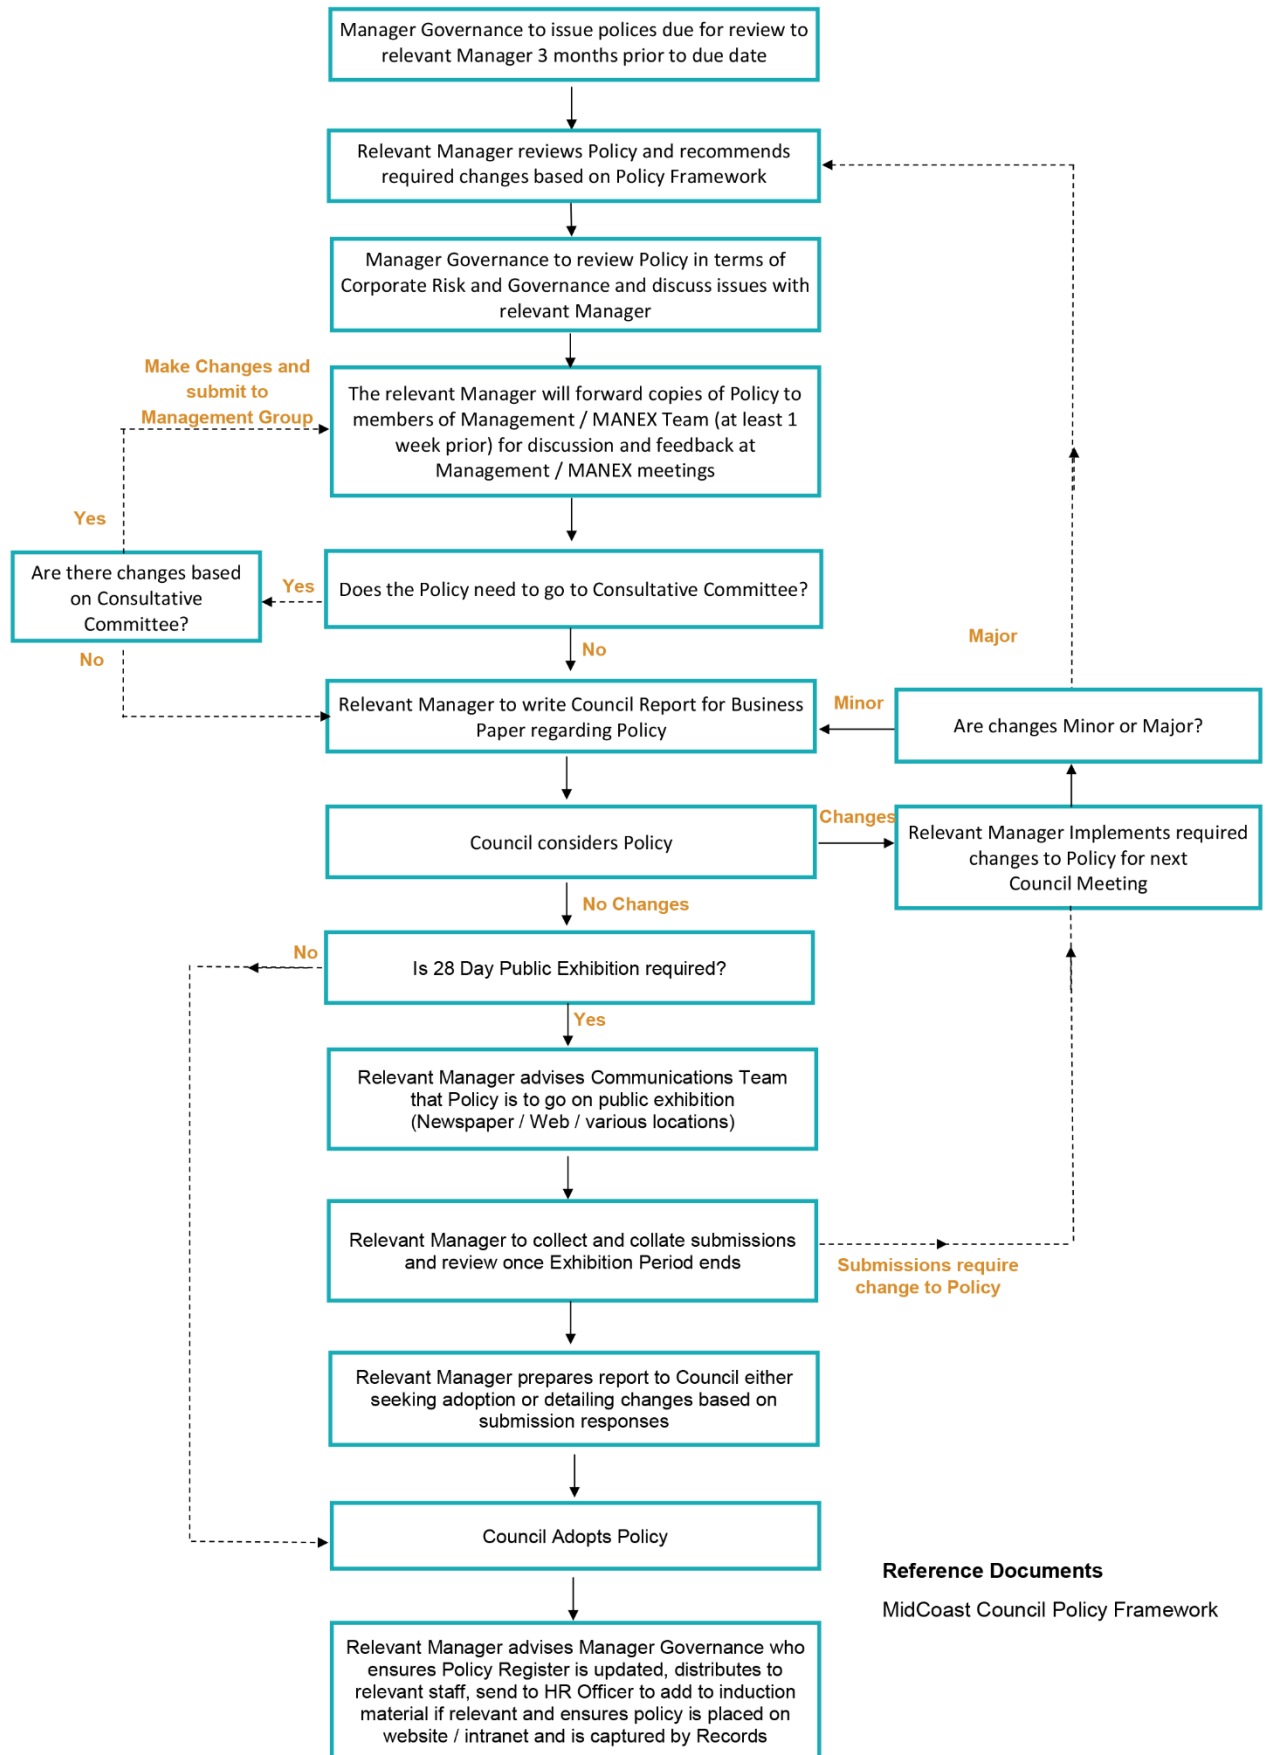 Manager Governance to issue polices due for review to
relevant Manager 3 months prior to due date
Relevant Manager reviews Policy and recommends
required changes based on Policy Framework
Manager Governance to review Policy in terms of
Corporate Risk and Governance and discuss issues with
relevant Manager
Make Changes and
submit to
Management Group
The relevant Manager will forward copies of Policy to
members of Management / MANEX Team (at least 1
week prior) for discussion and feedback at
Management / MANEX meetings
Yes
Are there changes based
on Consultative
Committee?
Yes
Does the Policy need to go to Consultative Committee?
No
No
Major
Relevant Manager to write Council Report for Business
Paper regarding Policy
Minor
Are changes Minor or Major?
Council considers Policy
Changes
Relevant Manager Implements required
changes to Policy for next
Council Meeting
No Changes
No
Is 28 Day Public Exhibition required?
Yes
Relevant Manager advises Communications Team
that Policy is to go on public exhibition
(Newspaper / Web / various locations)
Relevant Manager to collect and collate submissions
and review once Exhibition Period ends
Submissions require
change to Policy
Relevant Manager prepares report to Council either
seeking adoption or detailing changes based on
submission responses
Council Adopts Policy
Reference Documents
MidCoast Council Policy Framework
Relevant Manager advises Manager Governance who
ensures Policy Register is updated, distributes to
relevant staff, send to HR Officer to add to induction
material if relevant and ensures policy is placed on
website / intranet and is captured by Records